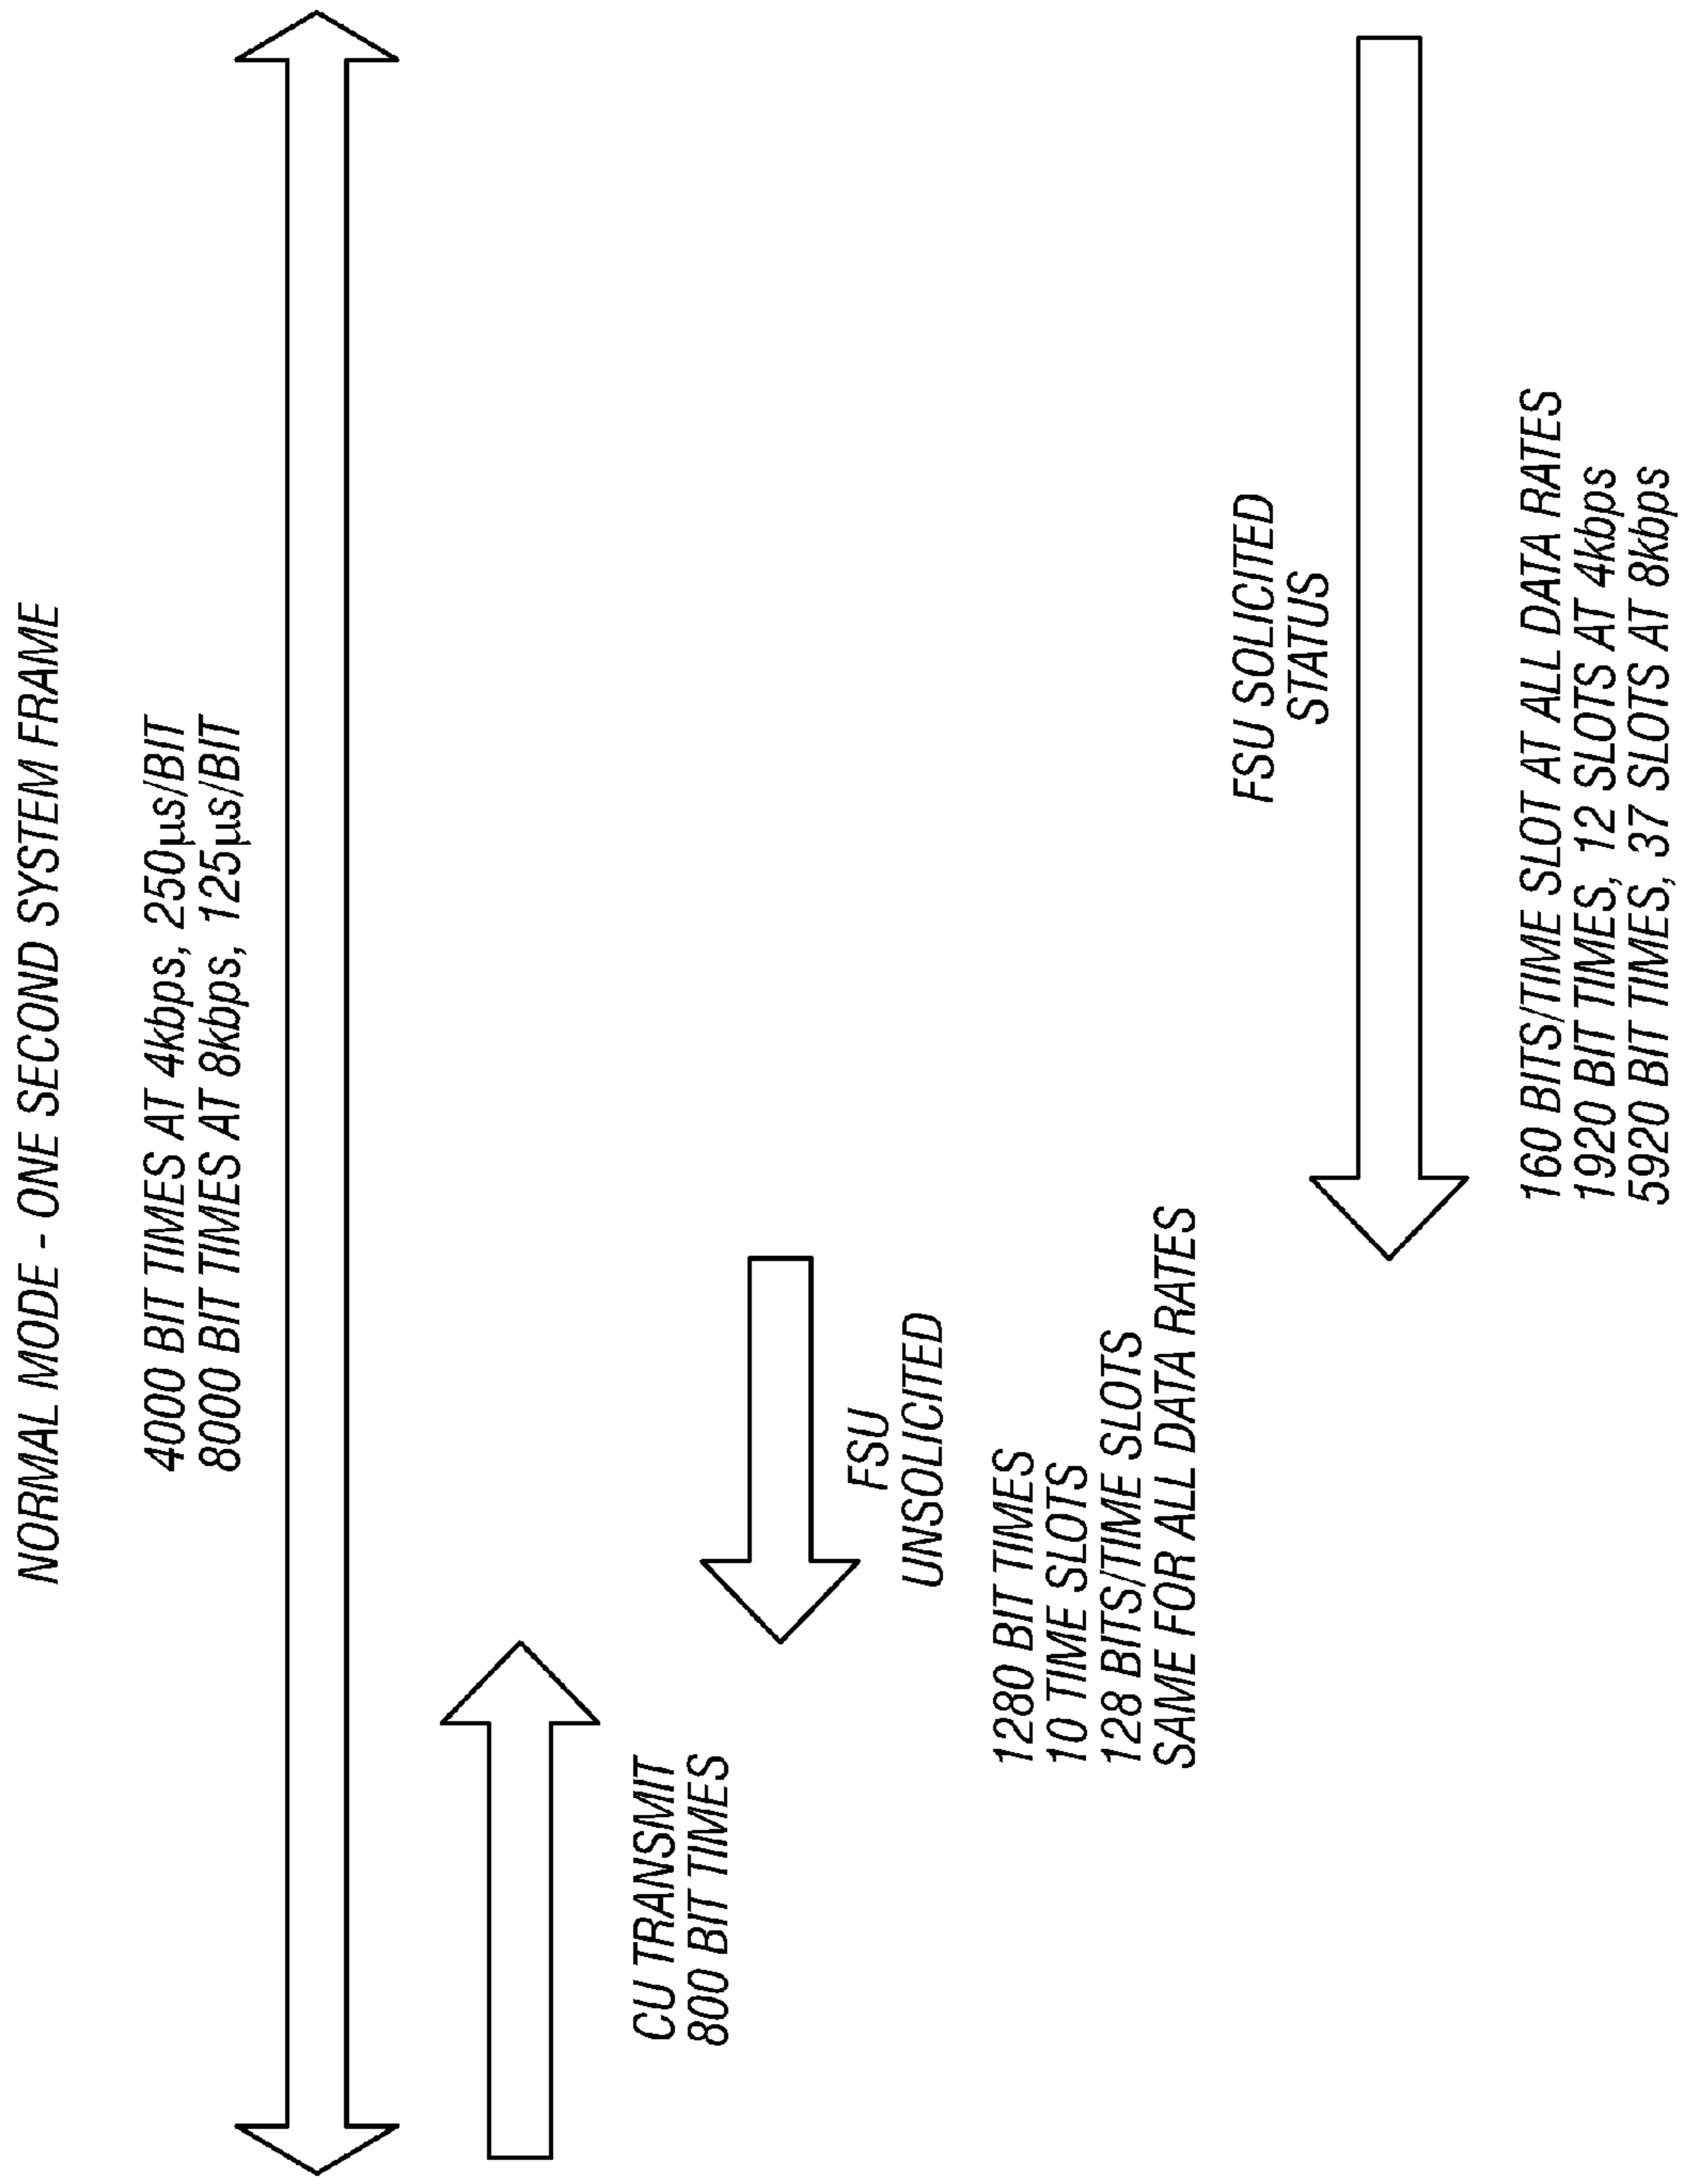 NORMAL MODE - ONE SECOND SYSTEM FRAME
4000 BIT TIMES AT 4kbps, 250µs/BIT
8000 BIT TIMES AT 8kbps, 125µs/BIT
CU TRANSMIT
800 BIT TIMES
FSU
UNSOLICITED
1280 BIT TIMES
10 TIME SLOTS
128 BITS/TIME SLOTS
SAME FOR ALL DATA RATES
FSU SOLICITED
STATUS
160 BITS/TIME SLOT AT ALL DATA RATES
1920 BIT TIMES, 12 SLOTS AT 4kbps
5920 BIT TIMES, 37 SLOTS AT 8kbps